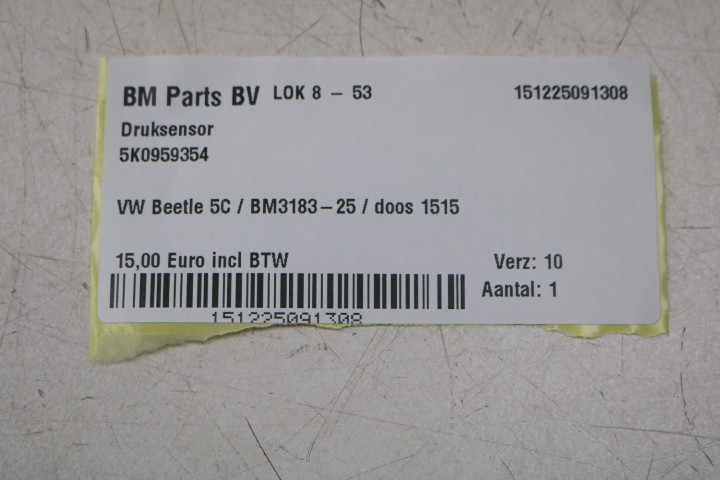 BM Parts BV LOK 8 - 53 151225091308
Druksensor
5K0959354
VW Beetle 5C / BM3183-25 / doos 1515
15,00 Euro incl BTW Verz: 10
Aantal: 1
151225091308